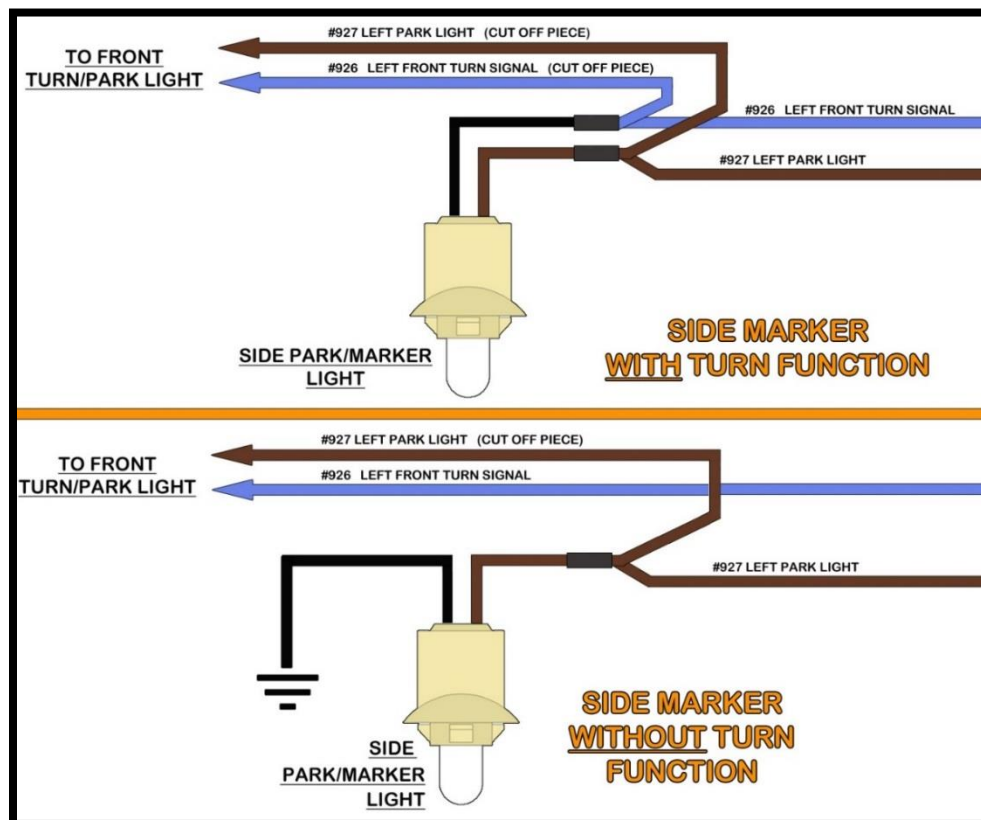 #927 LEFT PARK LIGHT (CUT OFF PIECE)
TO FRONT
TURN/PARK LIGHT
#926 LEFT FRONT TURN SIGNAL (CUT OFF PIECE)
#926 LEFT FRONT TURN SIGNAL
#927 LEFT PARK LIGHT
SIDE PARK/MARKER
LIGHT
SIDE MARKER
WITH TURN FUNCTION
#927 LEFT PARK LIGHT (CUT OFF PIECE)
TO FRONT
TURN/PARK LIGHT
#926 LEFT FRONT TURN SIGNAL
#927 LEFT PARK LIGHT
SIDE
PARK/MARKER
LIGHT
SIDE MARKER
WITHOUT TURN
FUNCTION